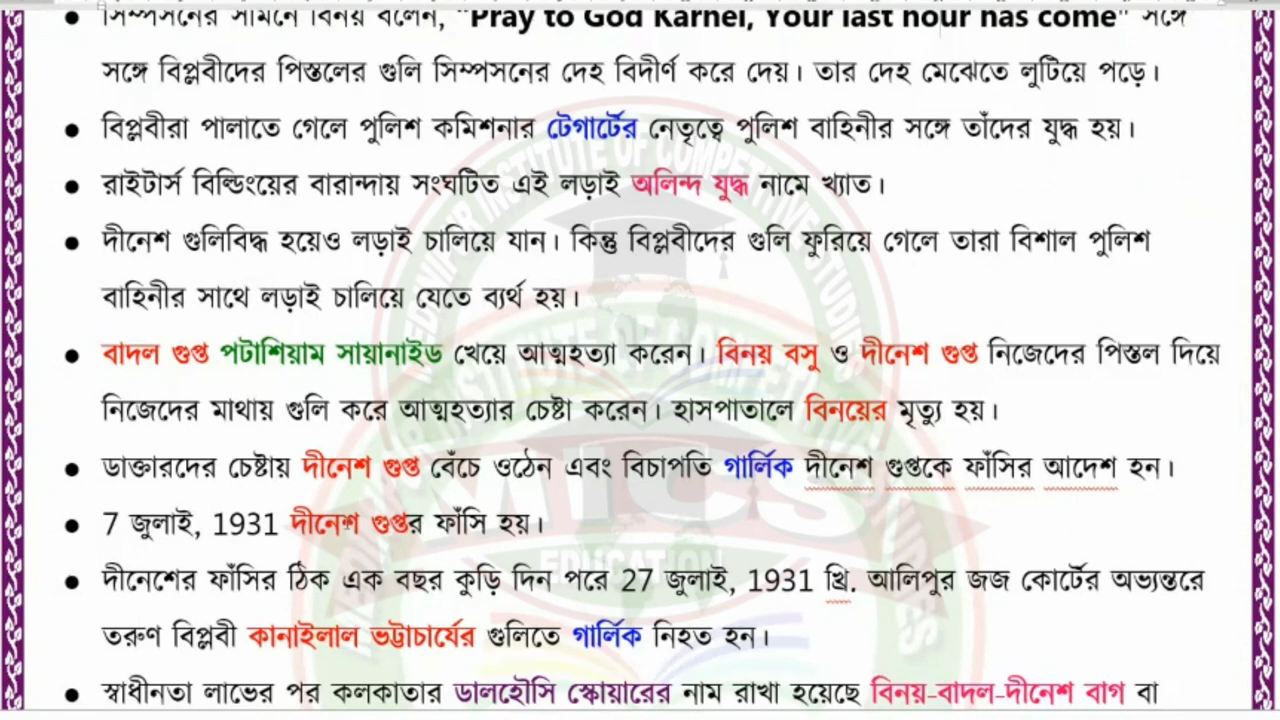 • সিম্পসনের সামনে বিনয় বলেন, "Pray to God Karnel, Your last hour has come" সঙ্গে
সঙ্গে বিপ্লবীদের পিস্তলের গুলি সিম্পসনের দেহ বিদীর্ণ করে দেয়। তার দেহ মেঝেতে লুটিয়ে পড়ে।
• বিপ্লবীরা পালাতে গেলে পুলিশ কমিশনার টেগার্টের নেতৃত্বে পুলিশ বাহিনীর সঙ্গে তাঁদের যুদ্ধ হয়।
• রাইটার্স বিল্ডিংয়ের বারান্দায় সংঘটিত এই লড়াই অলিন্দ যুদ্ধ নামে খ্যাত।
• দীনেশ গুলিবিদ্ধ হয়েও লড়াই চালিয়ে যান। কিন্তু বিপ্লবীদের গুলি ফুরিয়ে গেলে তারা বিশাল পুলিশ
বাহিনীর সাথে লড়াই চালিয়ে যেতে ব্যর্থ হয়।
• বাদল গুপ্ত পটাশিয়াম সায়ানাইড খেয়ে আত্মহত্যা করেন। বিনয় বসু ও দীনেশ গুপ্ত নিজেদের পিস্তল দিয়ে
নিজেদের মাথায় গুলি করে আত্মহত্যার চেষ্টা করেন। হাসপাতালে বিনয়ের মৃত্যু হয়।
• ডাক্তারদের চেষ্টায় দীনেশ গুপ্ত বেঁচে ওঠেন এবং বিচাপতি গার্লিক দীনেশ গুপ্তকে ফাঁসির আদেশ হন।
• 7 জুলাই, 1931 দীনেশ গুপ্তর ফাঁসি হয়।
• দীনেশের ফাঁসির ঠিক এক বছর কুড়ি দিন পরে 27 জুলাই, 1931 খ্রি. আলিপুর জজ কোর্টের অভ্যন্তরে
তরুণ বিপ্লবী কানাইলাল ভট্টাচার্যের গুলিতে গার্লিক নিহত হন।
• স্বাধীনতা লাভের পর কলকাতার ডালহৌসি স্কোয়ারের নাম রাখা হয়েছে বিনয়-বাদল-দীনেশ বাগ বা
MICS
EDUCATION